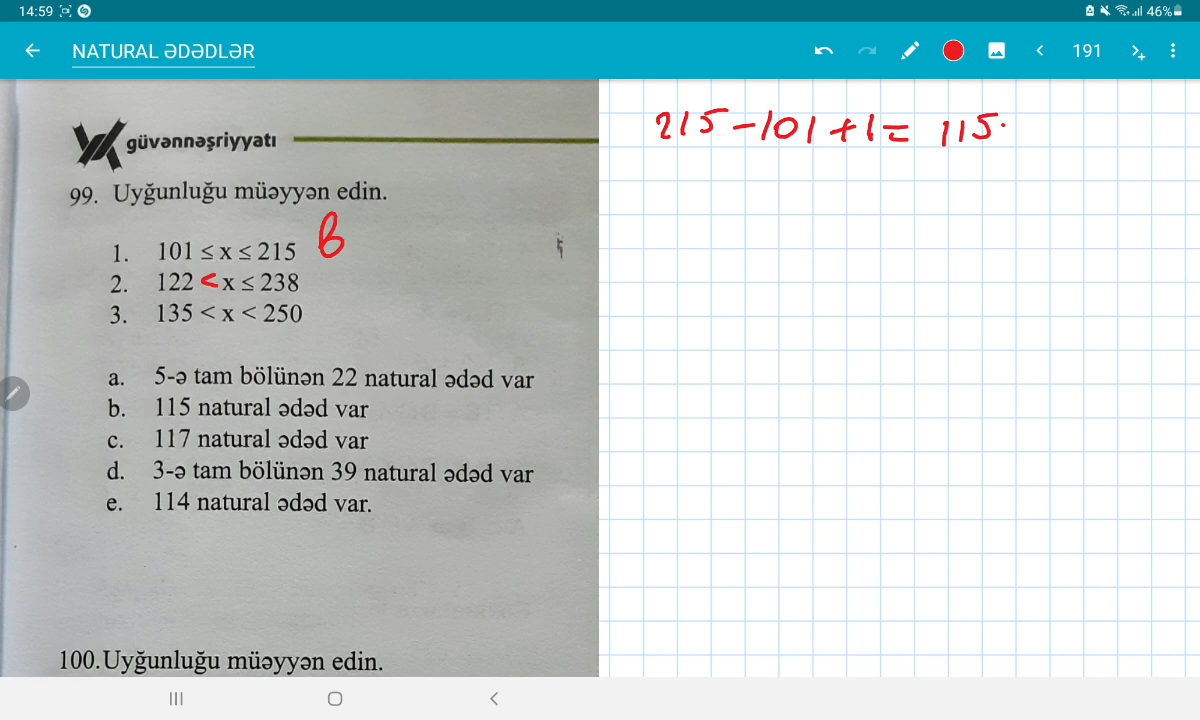 14:59 46%
NATURAL ƏDƏDLƏR 191
güvənnəşriyyatı
215-101+1= 115.
99. Uyğunluğu müəyyən edin.
1. 101 ≤ x ≤ 215 B
2. 122 < x ≤ 238
3. 135 < x < 250
a. 5-ə tam bölünən 22 natural ədəd var
b. 115 natural ədəd var
c. 117 natural ədəd var
d. 3-ə tam bölünən 39 natural ədəd var
e. 114 natural ədəd var.
100. Uyğunluğu müəyyən edin.